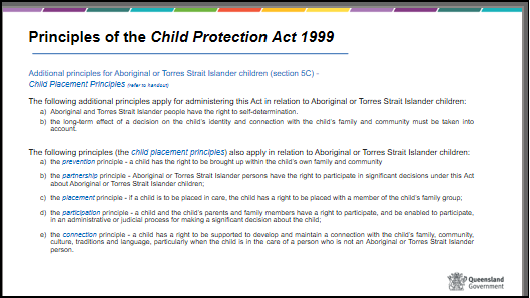 Principles of the Child Protection Act 1999
Additional principles for Aboriginal or Torres Strait Islander children (section 5C) -
Child Placement Principles (refer to handout)
The following additional principles apply for administering this Act in relation to Aboriginal or Torres Strait Islander children:
a) Aboriginal and Torres Strait Islander people have the right to self-determination.
b) the long-term effect of a decision on the child's identity and connection with the child's family and community must be taken into
account.
The following principles (the child placement principles) also apply in relation to Aboriginal or Torres Strait Islander children:
a) the prevention principle - a child has the right to be brought up within the child's own family and community
b) the partnership principle - Aboriginal or Torres Strait Islander persons have the right to participate in significant decisions under this Act
about Aboriginal or Torres Strait Islander children;
c) the placement principle - if a child is to be placed in care, the child has a right to be placed with a member of the child's family group;
d) the participation principle - a child and the child's parents and family members have a right to participate, and be enabled to participate,
in an administrative or judicial process for making a significant decision about the child;
e) the connection principle - a child has a right to be supported to develop and maintain a connection with the child's family, community,
culture, traditions and language, particularly when the child is in the care of a person who is not an Aboriginal or Torres Strait Islander
person.
Queensland
Government